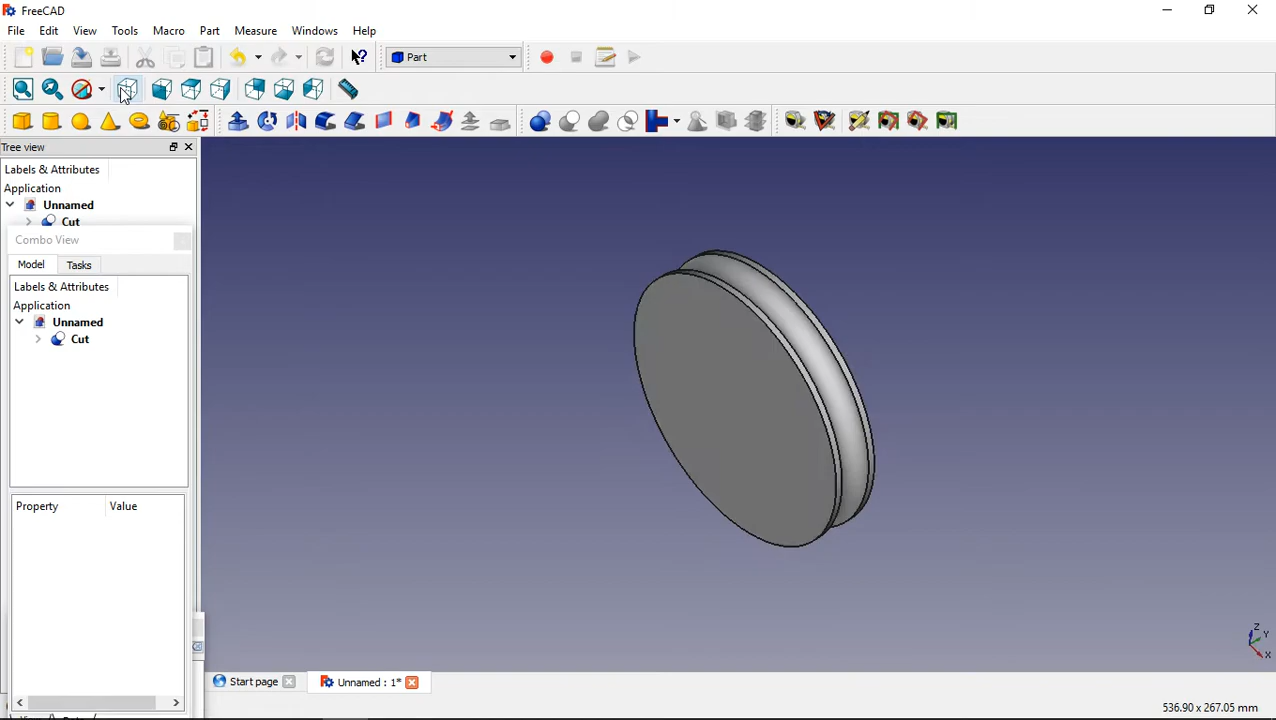 FreeCAD
File Edit View Tools Macro Part Measure Windows Help
Part
Tree view
Labels & Attributes
Application
Unnamed
Cut
Combo View
Model Tasks
Labels & Attributes
Application
Unnamed
Cut
Property Value
Z
Y
X
Start page Unnamed : 1*
536.90 x 267.05 mm